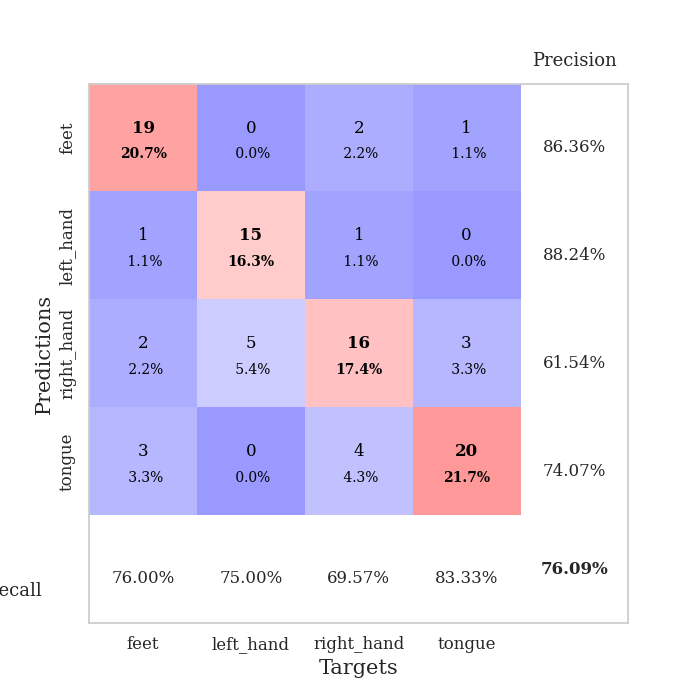 Precision
feet
19 0 2 1
20.7% 0.0% 2.2% 1.1%
86.36%
left_hand
1 15 1 0
1.1% 16.3% 1.1% 0.0%
88.24%
Predictions
right_hand
2 5 16 3
2.2% 5.4% 17.4% 3.3%
61.54%
tongue
3 0 4 20
3.3% 0.0% 4.3% 21.7%
74.07%
ecall
76.00% 75.00% 69.57% 83.33%
76.09%
feet left_hand right_hand tongue
Targets